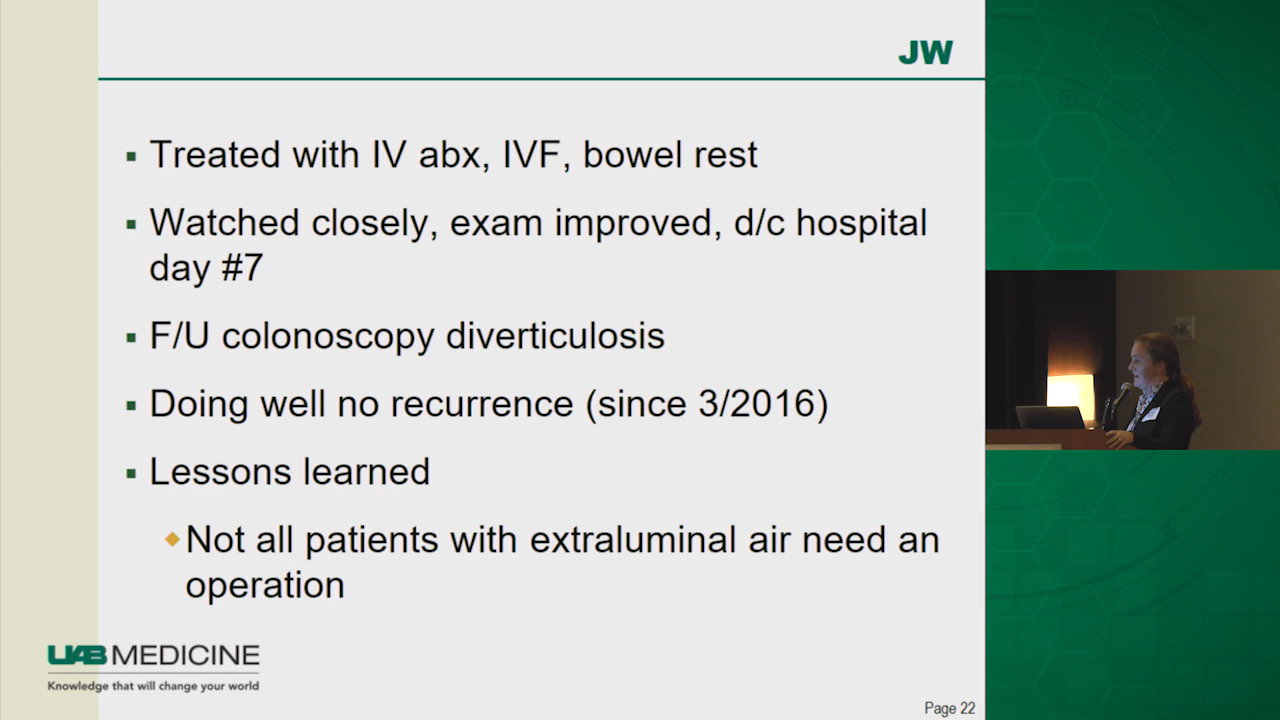 JW
Treated with IV abx, IVF, bowel rest
Watched closely, exam improved, d/c hospital
day #7
F/U colonoscopy diverticulosis
Doing well no recurrence (since 3/2016)
Lessons learned
Not all patients with extraluminal air need an
operation
UAB MEDICINE
Knowledge that will change your world
Page 22